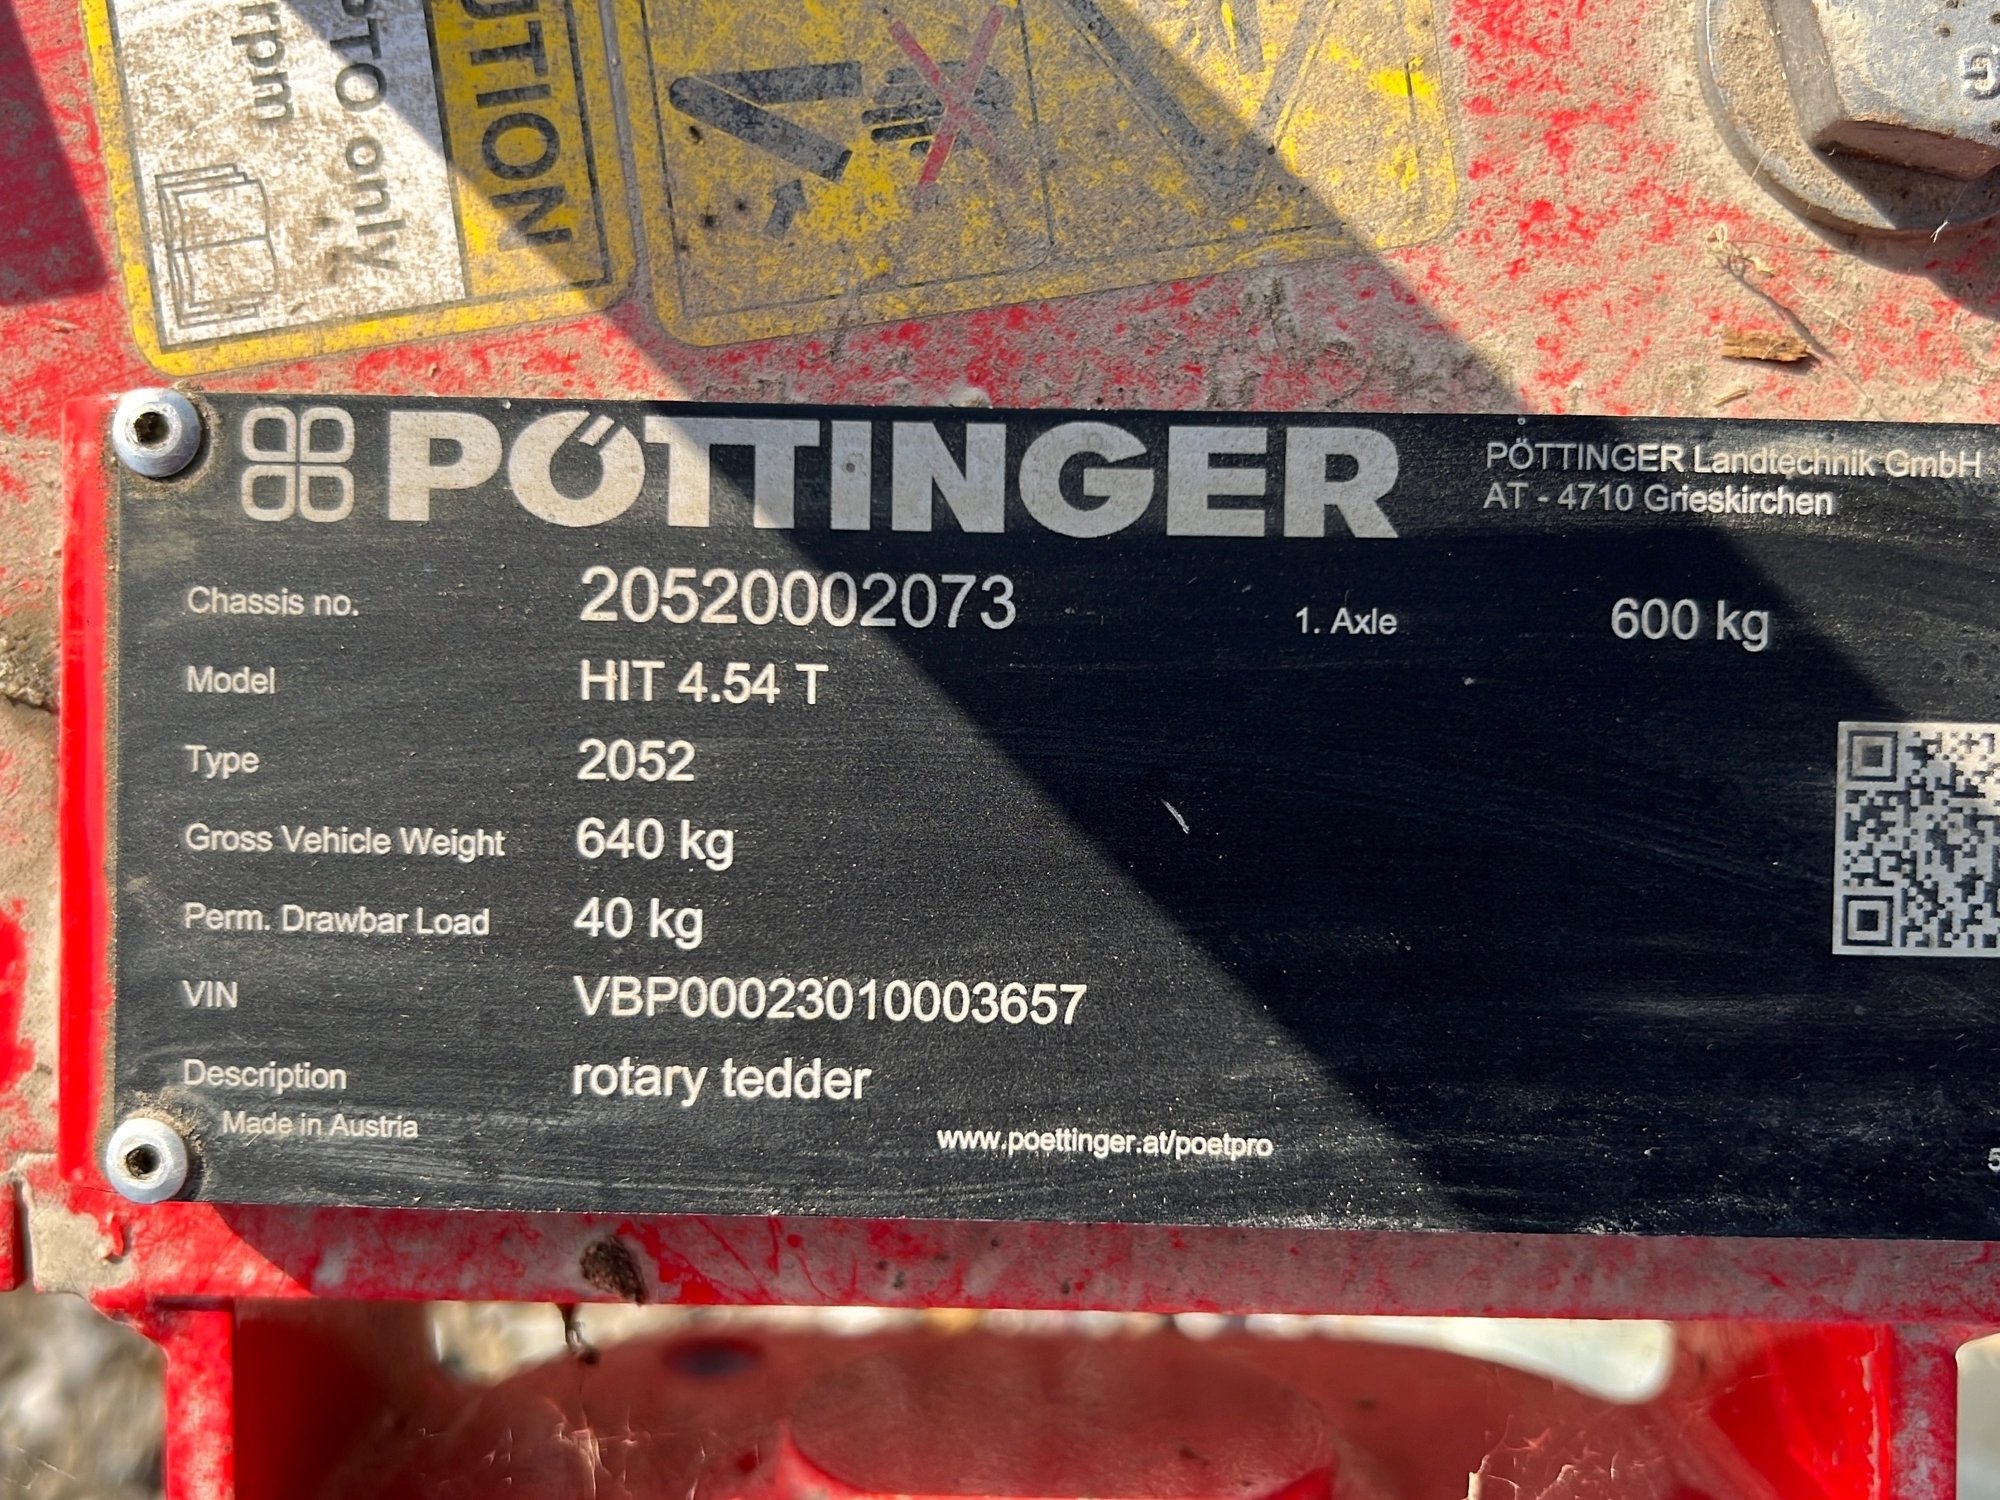 PTO only
rpm
UTION
PÖTTINGER
PÖTTINGER Landtechnik GmbH
AT - 4710 Grieskirchen
Chassis no. 20520002073 1. Axle 600 kg
Model HIT 4.54 T
Type 2052
Gross Vehicle Weight 640 kg
Perm. Drawbar Load 40 kg
VIN VBP00023010003657
Description rotary tedder
Made in Austria
www.poettinger.at/poetpro